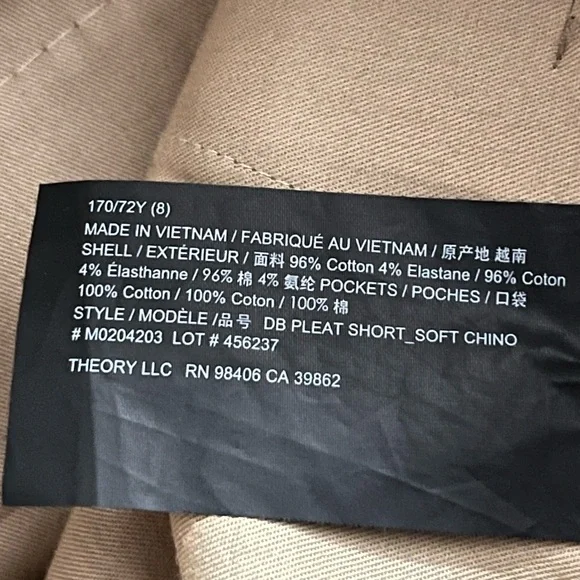 170/72Y (8)
MADE IN VIETNAM / FABRIQUÉ AU VIETNAM / 原产地 越南
SHELL / EXTÉRIEUR / 面料 96% Cotton 4% Elastane / 96% Coton
4% Élasthanne / 96% 棉 4% 氨纶 POCKETS / POCHES / 口袋
100% Cotton / 100% Coton / 100% 棉
STYLE / MODÈLE /品号 DB PLEAT SHORT_SOFT CHINO
# M0204203 LOT # 456237
THEORY LLC RN 98406 CA 39862